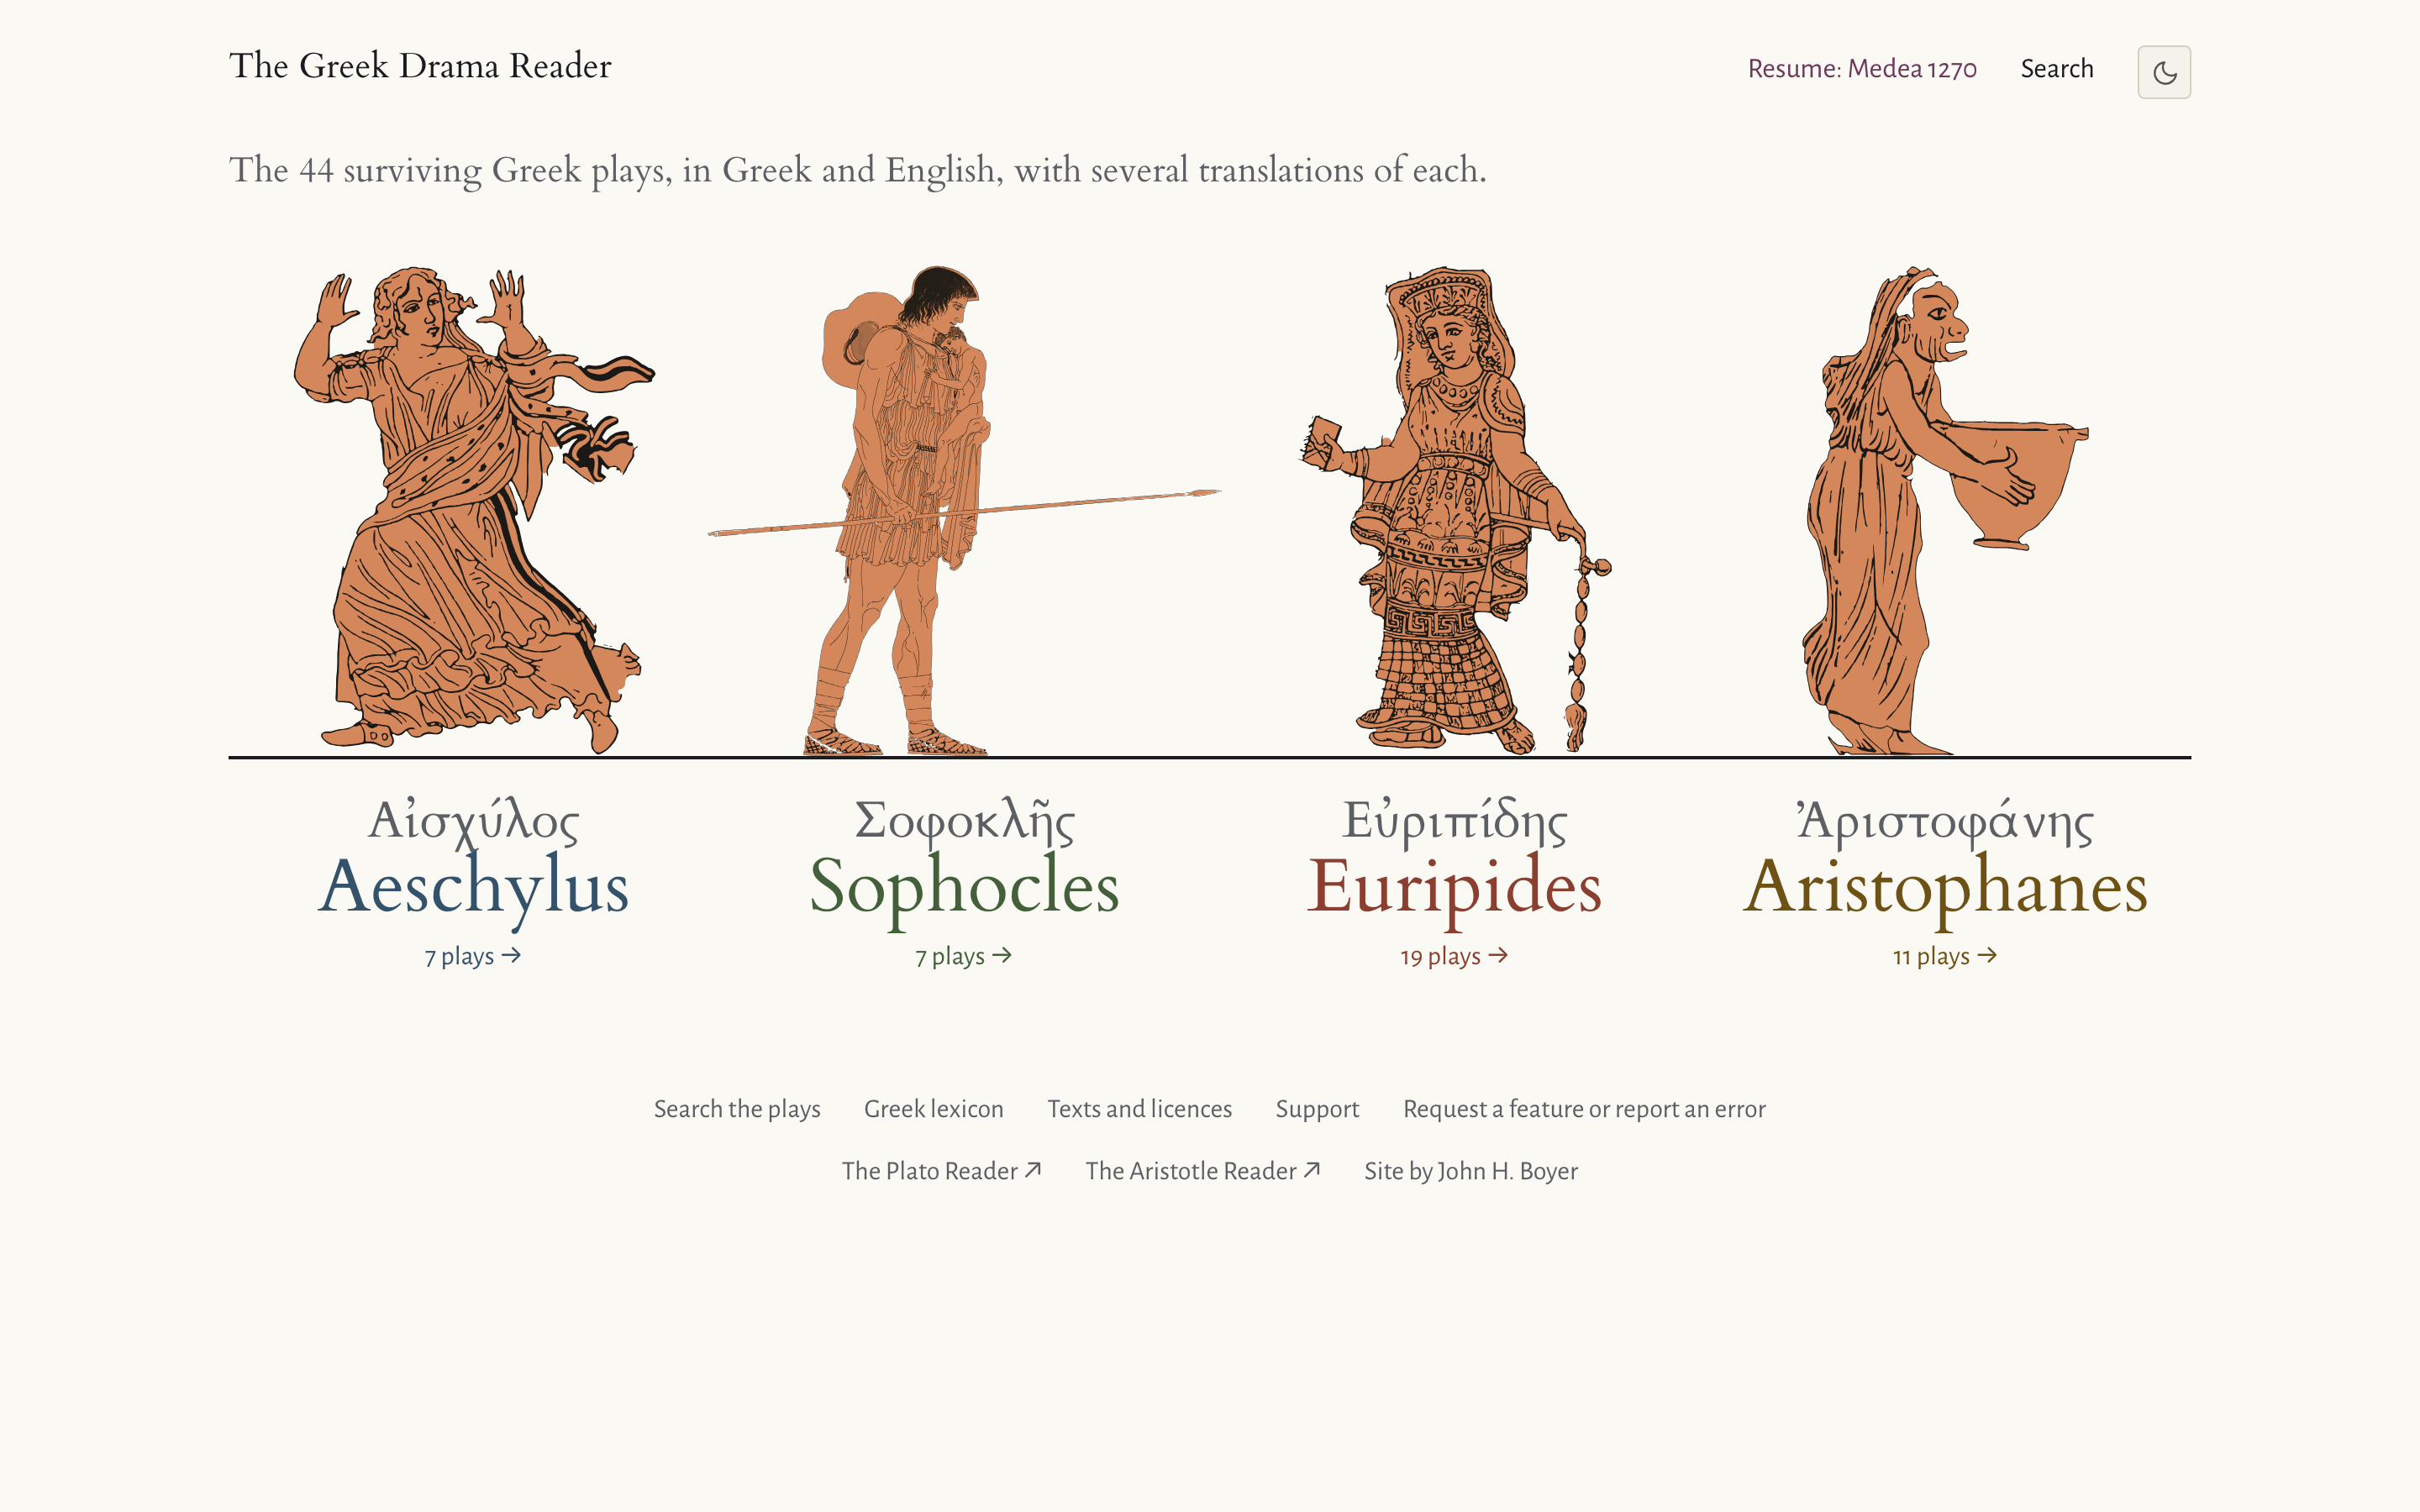 The Greek Drama Reader
Resume: Medea 1270
Search
The 44 surviving Greek plays, in Greek and English, with several translations of each.
Αἰσχύλος
Aeschylus
7 plays →
Σοφοκλῆς
Sophocles
7 plays →
Εὐριπίδης
Euripides
19 plays →
Ἀριστοφάνης
Aristophanes
11 plays →
Search the plays
Greek lexicon
Texts and licences
Support
Request a feature or report an error
The Plato Reader ↗
The Aristotle Reader ↗
Site by John H. Boyer